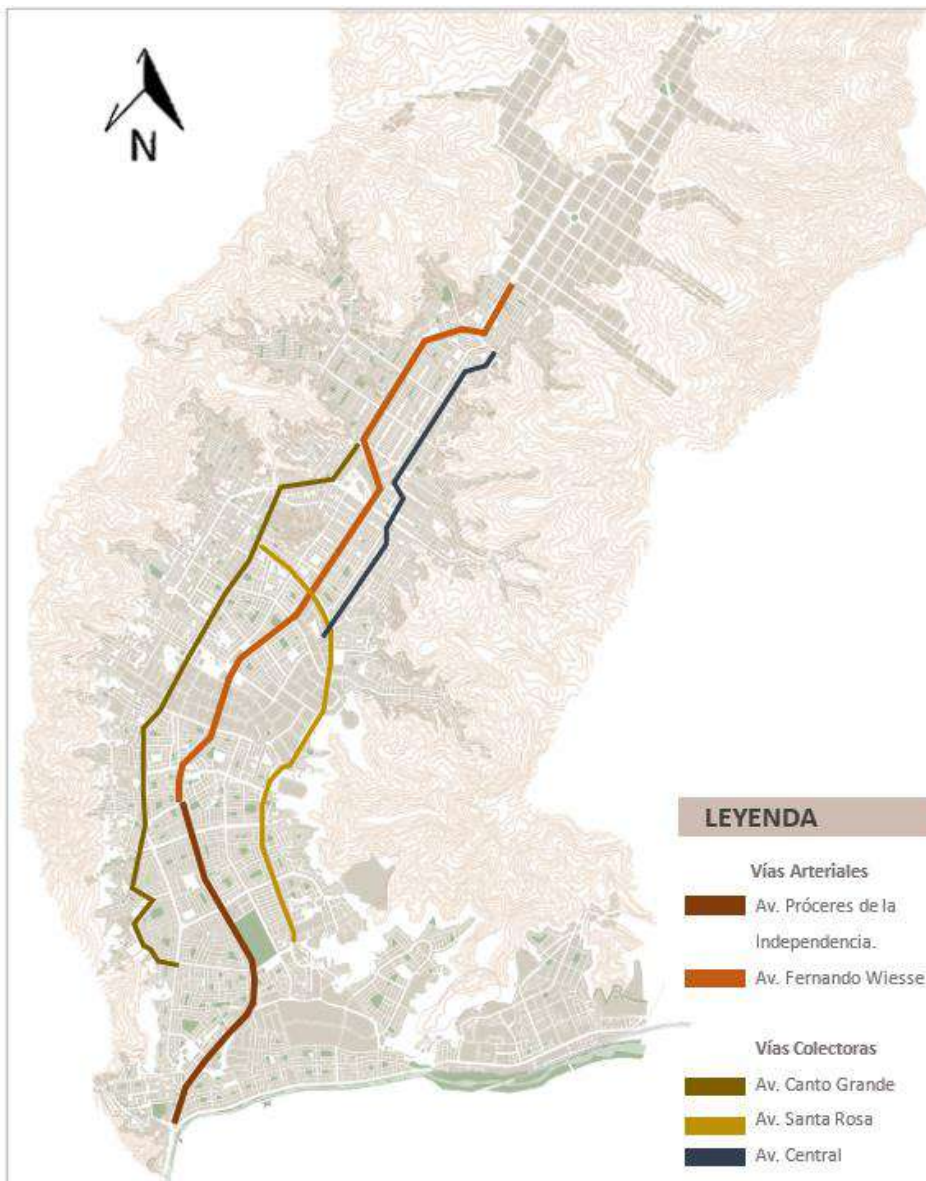 N
LEYENDA
Vías Arteriales
Av. Próceres de la
Independencia.
Av. Fernando Wiesse
Vías Colectoras
Av. Canto Grande
Av. Santa Rosa
Av. Central